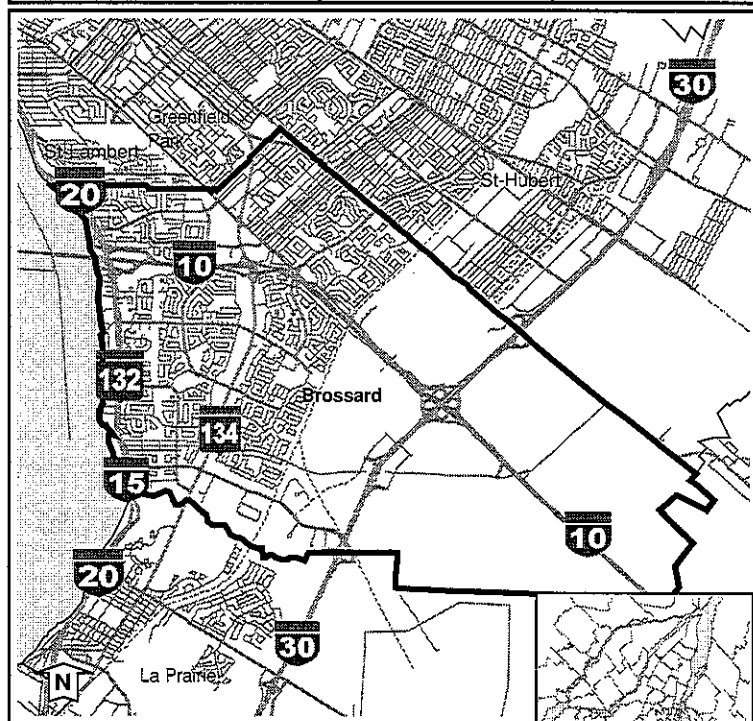 30
Greenfield
Park
St-Lambert
St-Hubert
20
10
132
Brossard
134
15
10
20
30
La Prairie
N